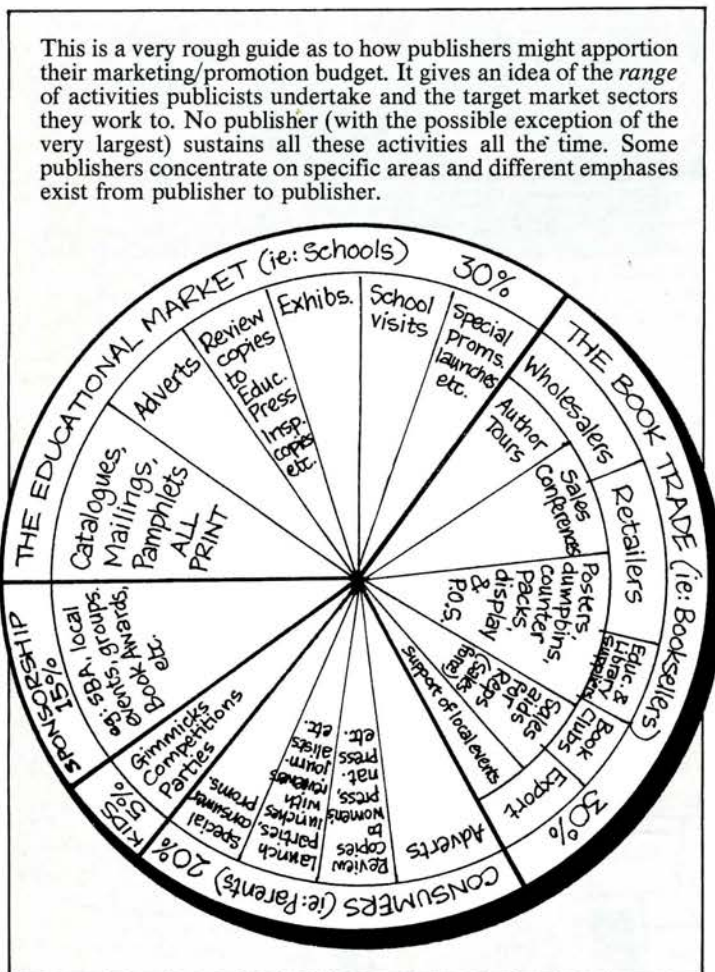 This is a very rough guide as to how publishers might apportion
their marketing/promotion budget. It gives an idea of the range
of activities publicists undertake and the target market sectors
they work to. No publisher (with the possible exception of the
very largest) sustains all these activities all the time. Some
publishers concentrate on specific areas and different emphases
exist from publisher to publisher.
THE EDUCATIONAL MARKET (ie: Schools) 30%
Catalogues,
Mailings,
Pamphlets
ALL
PRINT
Adverts
Review
copies
to
Educ.
Press
Insp.
copies
etc.
Exhibs.
School
Visits
Special
proms.
launches
etc.
THE BOOK TRADE (ie: Booksellers) 30%
Wholesalers
Retailers
Educ. &
Library
Suppliers
Book
Clubs
Export
Author
Tours
Sales
Conferences
Posters
dumpbins,
counter
packs,
display
&
P.O.S.
Sales
aids
for
Reps
(Sales
force)
Support of local events
CONSUMERS (ie: Parents) 20%
Adverts
Review
copies
to
womens
press,
nat.
press
etc.
Launch
parties,
lunches
with
reviewers
journ-
alists
etc.
Special
consumer
proms.
KIDS
5%
Gimmicks
Competitions
Parties
SPONSORSHIP
15%
eg: SBA, local
events, groups.
Book Awards,
etc.